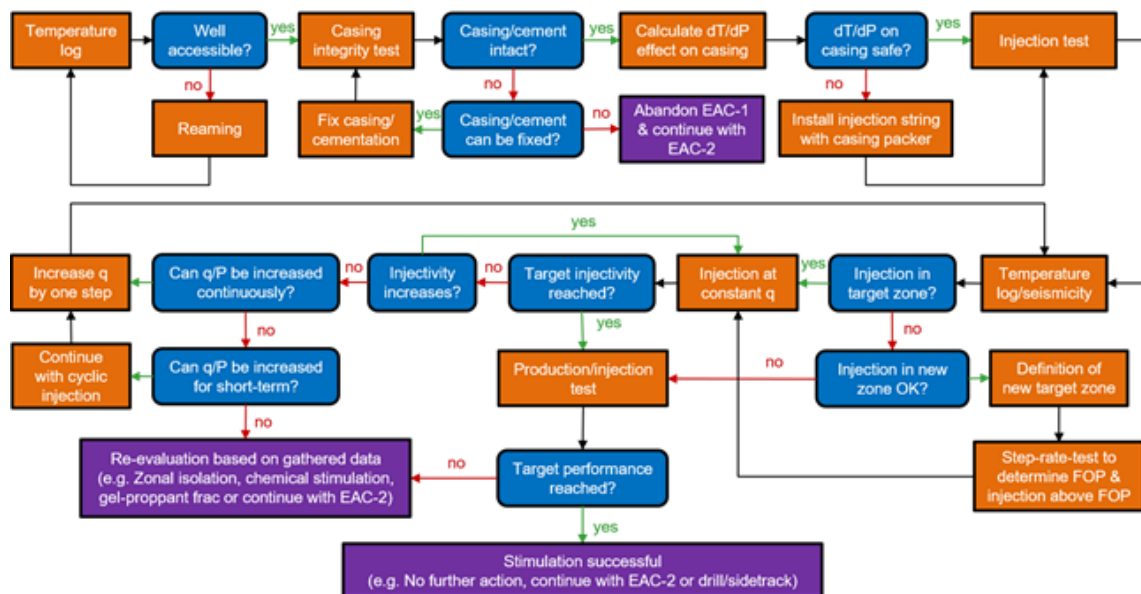 Temperature
log
Well
accessible?
yes
Casing
integrity test
Casing/cement
intact?
yes
Calculate dT/dP
effect on casing
dT/dP on
casing safe?
yes
Injection test
no
no
no
Reaming
Fix casing/
cementation
yes
Casing/cement
can be fixed?
no
Abandon EAC-1
& continue with
EAC-2
Install injection string
with casing packer
yes
Increase q
by one step
Can q/P be increased
continuously?
no
Injectivity
increases?
no
Target injectivity
reached?
Injection at
constant q
yes
Injection in
target zone?
Temperature
log/seismicity
no
yes
no
Continue
with cyclic
injection
Can q/P be increased
for short-term?
Production/injection
test
no
Injection in new
zone OK?
Definition of
new target zone
no
Re-evaluation based on gathered data
(e.g. Zonal isolation, chemical stimulation,
gel-proppant frac or continue with EAC-2)
no
Target performance
reached?
Step-rate-test to
determine FOP &
injection above FOP
yes
Stimulation successful
(e.g. No further action, continue with EAC-2 or drill/sidetrack)